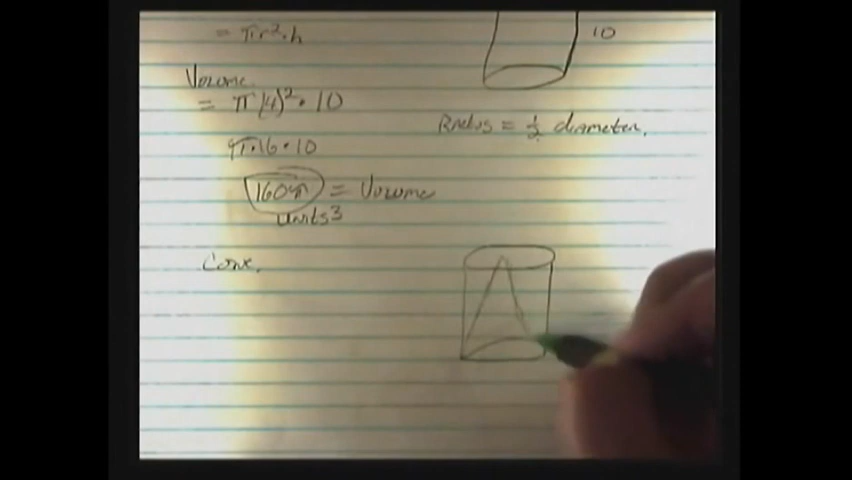 = πr².h
10
Volume
= π(4)²·10
Radius = 1/2 diameter.
π·16·10
160π = Volume
units3
Cone.